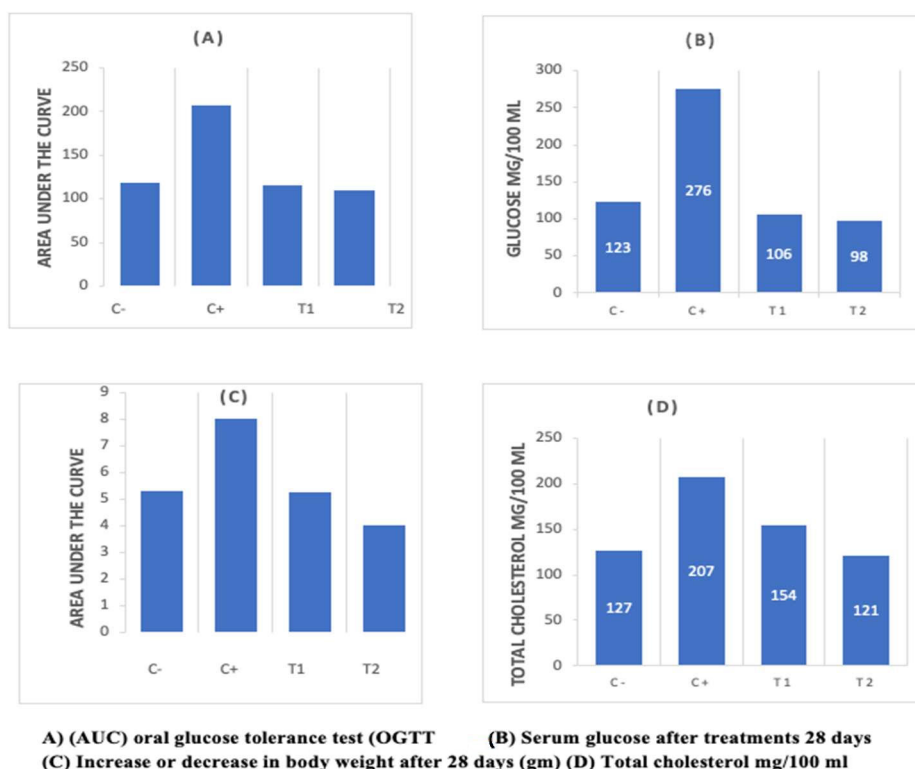 (A)
250
200
150
100
50
0
AREA UNDER THE CURVE
C- C+ T1 T2
(B)
300
250
200
150
100
50
0
GLUCOSE MG/100 ML
123 276 106 98
C - C + T 1 T 2
(C)
9
8
7
6
5
4
3
2
1
0
AREA UNDER THE CURVE
C- C+ T1 T2
(D)
250
200
150
100
50
0
TOTAL CHOLESTEROL MG/100 ML
127 207 154 121
C - C + T 1 T 2
A) (AUC) oral glucose tolerance test (OGTT (B) Serum glucose after treatments 28 days
(C) Increase or decrease in body weight after 28 days (gm) (D) Total cholesterol mg/100 ml